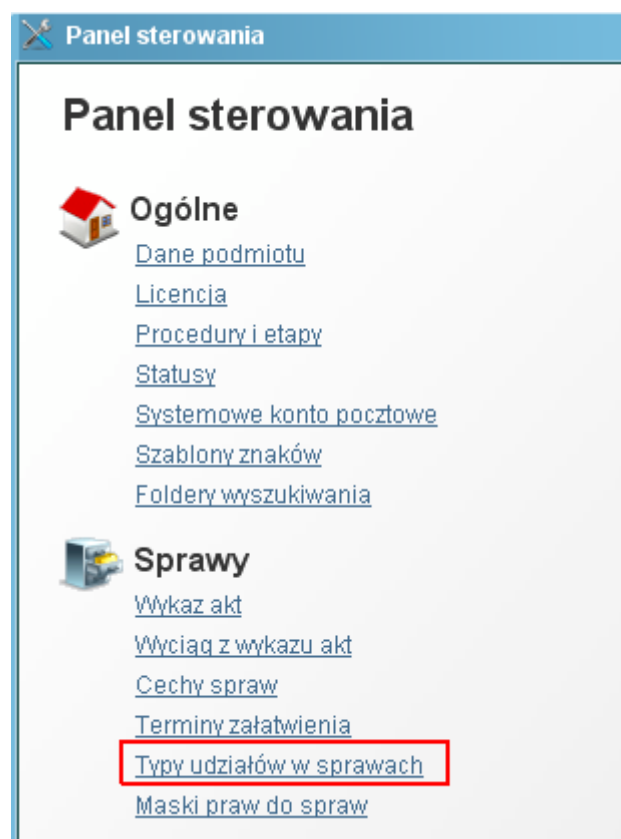 Panel sterowania
Panel sterowania
Ogólne
Dane podmiotu
Licencja
Procedury i etapy
Statusy
Systemowe konto pocztowe
Szablony znaków
Foldery wyszukiwania
Sprawy
Wykaz akt
Wyciąg z wykazu akt
Cechy spraw
Terminy załatwienia
Typy udziałów w sprawach
Maski praw do spraw